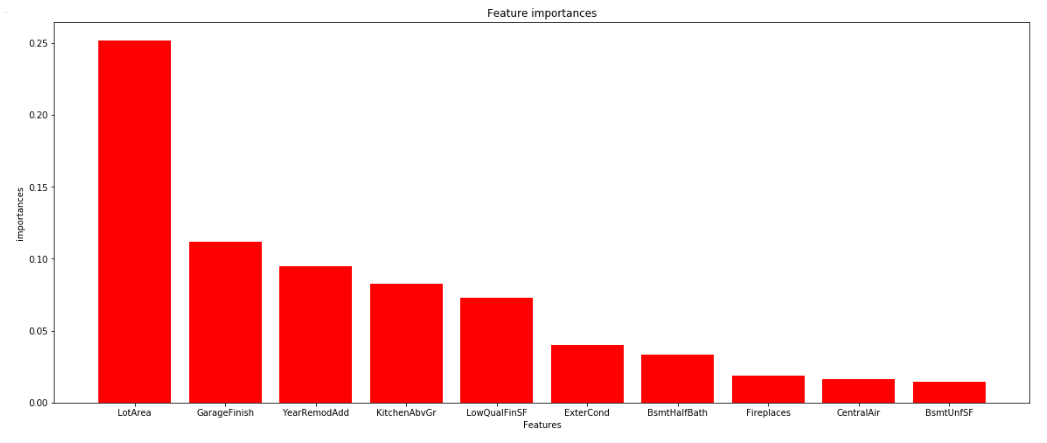 Feature importances
0.25
0.20
0.15
0.10
0.05
0.00
importances
LotArea GarageFinish YearRemodAdd KitchenAbvGr LowQualFinSF ExterCond BsmtHalfBath Fireplaces CentralAir BsmtUnfSF
Features